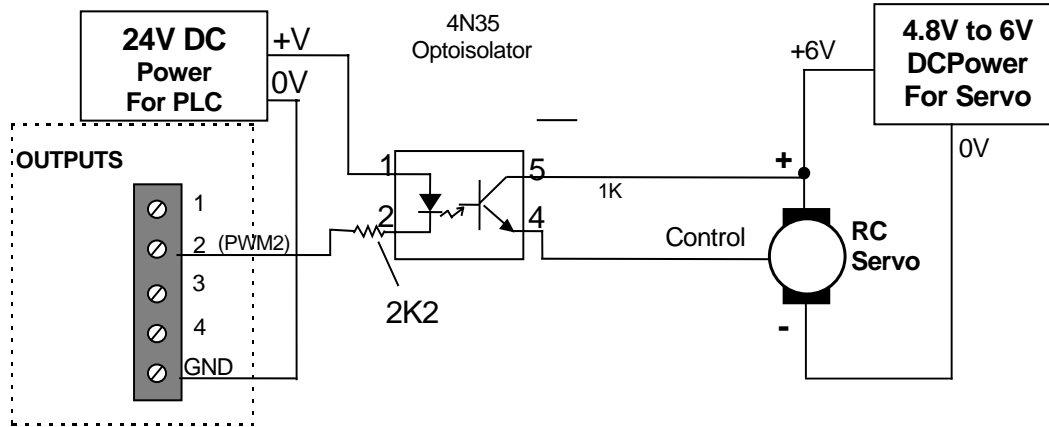 24V DC
Power
For PLC
+V
0V
4N35
Optoisolator
+6V
4.8V to 6V
DCPower
For Servo
0V
OUTPUTS
1
2 (PWM2)
3
4
GND
1
2
5
4
1K
2K2
Control
+
-
RC
Servo